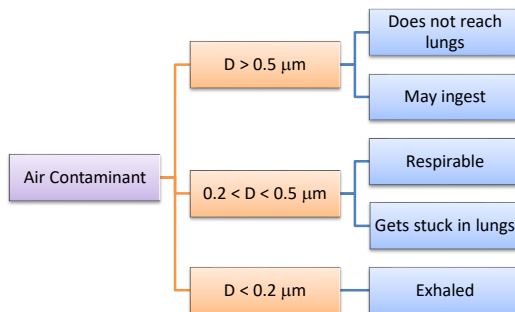 Does not reach
lungs
D > 0.5 μm
May ingest
Respirable
Air Contaminant
0.2 < D < 0.5 μm
Gets stuck in lungs
D < 0.2 μm
Exhaled